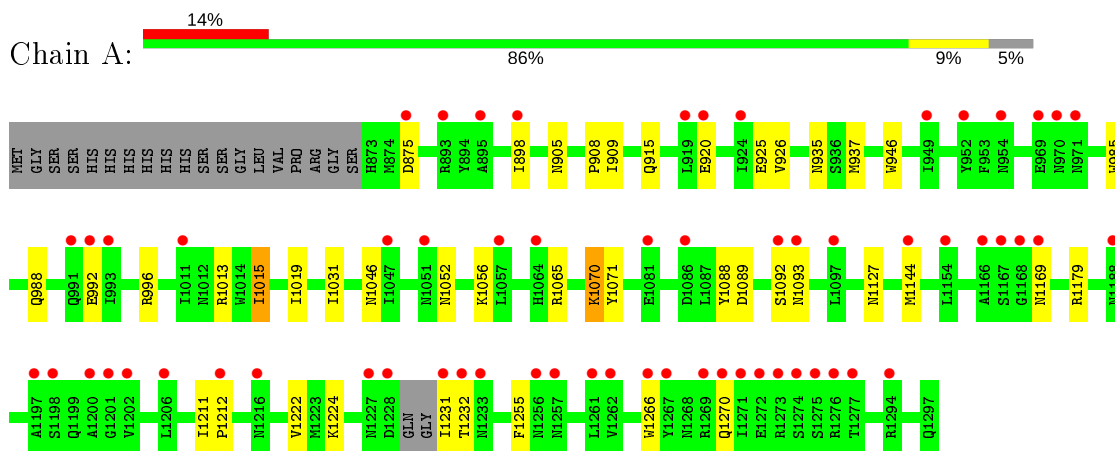 14%
Chain A:
86% 9% 5%
MET GLY SER SER HIS HIS HIS HIS HIS HIS SER SER GLY LEU VAL PRO ARG GLY SER H873 M874 D875 R893 Y894 A895 I898 N905 P908 I909 Q915 L919 E920 I924 E925 V926 N935 S936 M937 W946 I949 Y952 F953 N954 E969 N970 N971 W985
Q988 Q991 E992 I993 R996 I1011 N1012 R1013 W1014 I1015 I1019 I1031 N1046 I1047 N1051 N1052 K1056 L1057 H1064 R1065 K1070 Y1071 E1081 D1086 L1087 Y1088 D1089 S1092 N1093 L1097 N1127 M1144 L1154 A1166 S1167 G1168 N1169 R1179
A1197 S1198 Q1199 A1200 G1201 V1202 L1206 I1211 P1212 N1216 V1222 M1223 K1224 N1227 D1228 GLN GLY I1231 T1232 N1233 F1255 N1256 N1257 L1261 V1262 W1266 Y1267 N1268 R1269 Q1270 I1271 E1272 R1273 S1274 S1275 R1276 T1277 R1294 Q1297